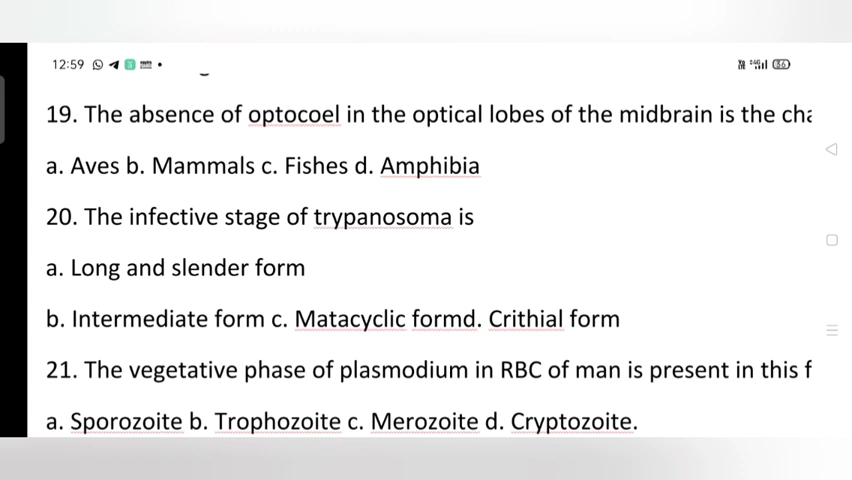 12:59
56
19. The absence of optocoel in the optical lobes of the midbrain is the cha
a. Aves b. Mammals c. Fishes d. Amphibia
20. The infective stage of trypanosoma is
a. Long and slender form
b. Intermediate form c. Matacyclic formd. Crithial form
21. The vegetative phase of plasmodium in RBC of man is present in this f
a. Sporozoite b. Trophozoite c. Merozoite d. Cryptozoite.